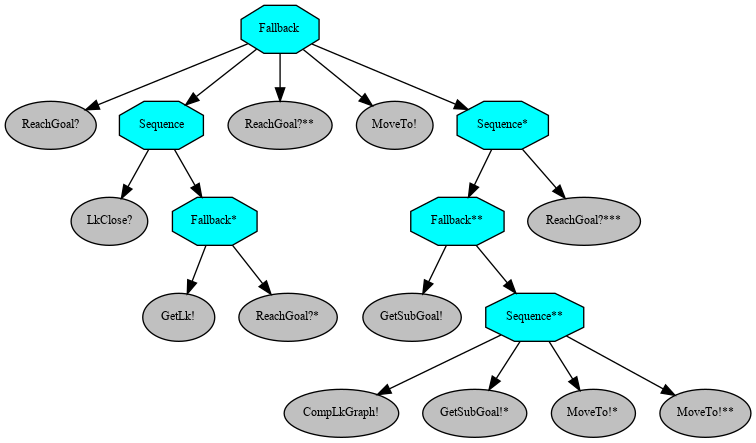 Fallback
ReachGoal?
Sequence
ReachGoal?**
MoveTo!
Sequence*
LkClose?
Fallback*
Fallback**
ReachGoal?***
GetLk!
ReachGoal?*
GetSubGoal!
Sequence**
CompLkGraph!
GetSubGoal!*
MoveTo!*
MoveTo!**